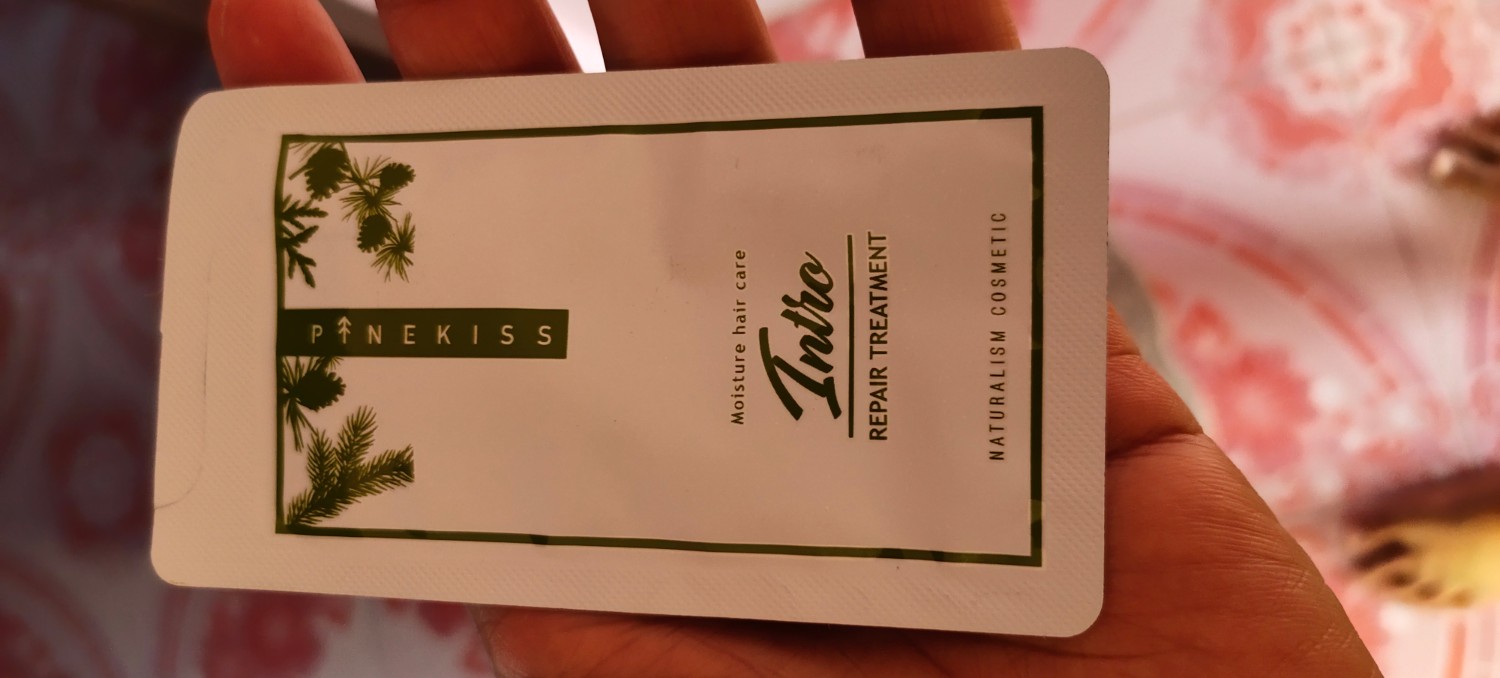 PINEKISS
Moisture hair care
Intro
REPAIR TREATMENT
NATURALISM COSMETIC